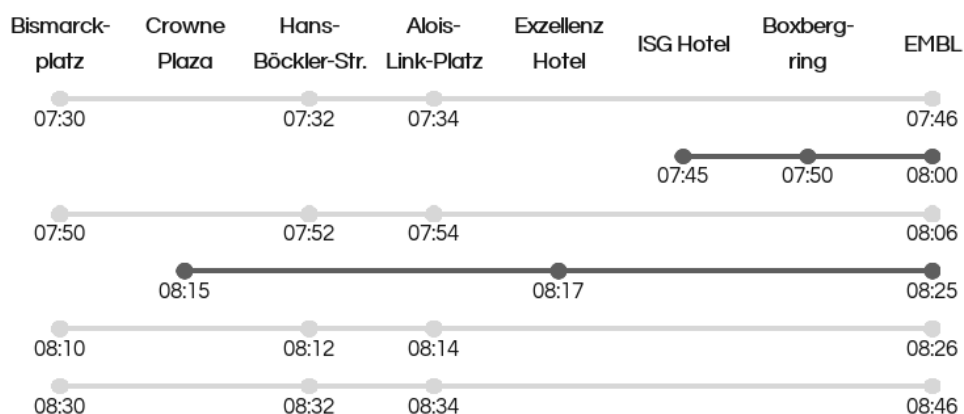 Bismarck-
platz
Crowne
Plaza
Hans-
Böckler-Str.
Alois-
Link-Platz
Exzellenz
Hotel
ISG Hotel
Boxberg-
ring
EMBL
07:30 07:32 07:34 07:46
07:45 07:50 08:00
07:50 07:52 07:54 08:06
08:15 08:17 08:25
08:10 08:12 08:14 08:26
08:30 08:32 08:34 08:46